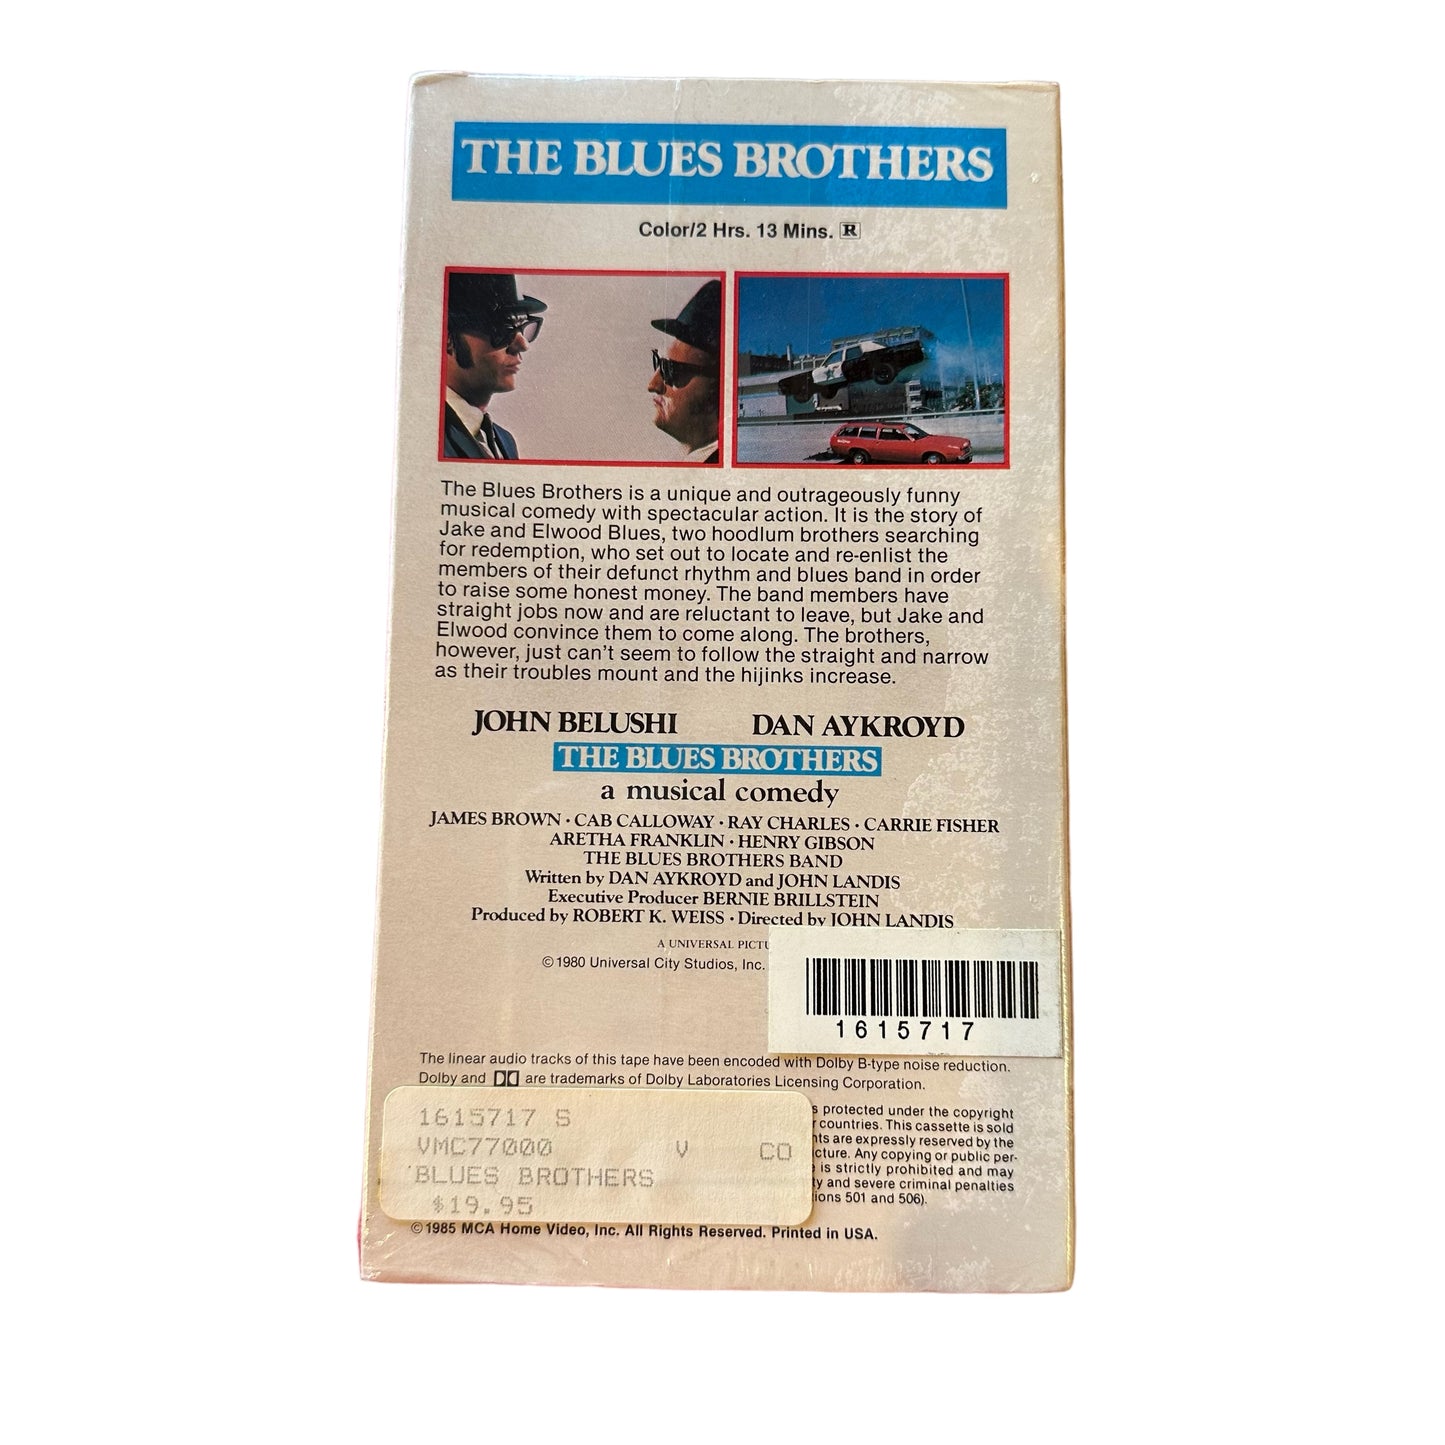 THE BLUES BROTHERS
Color/2 Hrs. 13 Mins. R
The Blues Brothers is a unique and outrageously funny
musical comedy with spectacular action. It is the story of
Jake and Elwood Blues, two hoodlum brothers searching
for redemption, who set out to locate and re-enlist the
members of their defunct rhythm and blues band in order
to raise some honest money. The band members have
straight jobs now and are reluctant to leave, but Jake and
Elwood convince them to come along. The brothers,
however, just can't seem to follow the straight and narrow
as their troubles mount and the hijinks increase.
JOHN BELUSHI DAN AYKROYD
THE BLUES BROTHERS
a musical comedy
JAMES BROWN · CAB CALLOWAY · RAY CHARLES · CARRIE FISHER
ARETHA FRANKLIN · HENRY GIBSON
THE BLUES BROTHERS BAND
Written by DAN AYKROYD and JOHN LANDIS
Executive Producer BERNIE BRILLSTEIN
Produced by ROBERT K. WEISS · Directed by JOHN LANDIS
A UNIVERSAL PICTU
© 1980 Universal City Studios, Inc.
1615717
The linear audio tracks of this tape have been encoded with Dolby B-type noise reduction.
Dolby and are trademarks of Dolby Laboratories Licensing Corporation.
s protected under the copyright
r countries. This cassette is sold
nts are expressly reserved by the
cture. Any copying or public per-
is strictly prohibited and may
ty and severe criminal penalties
ions 501 and 506).
1615717 S
VMC77000 V CO
BLUES BROTHERS
$19.95
© 1985 MCA Home Video, Inc. All Rights Reserved. Printed in USA.